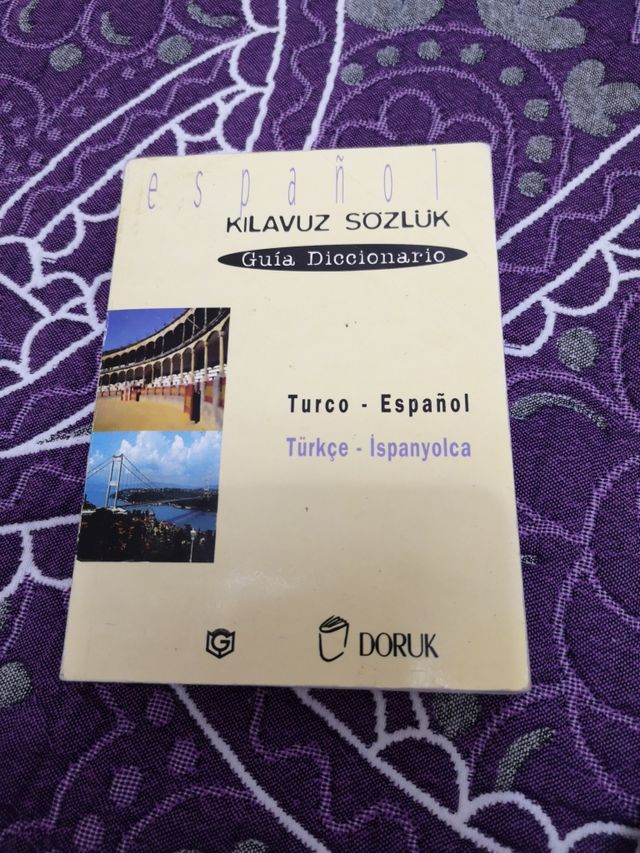 español
KILAVUZ SÖZLÜK
Guía Diccionario
Turco - Español
Türkçe - İspanyolca
G
DORUK